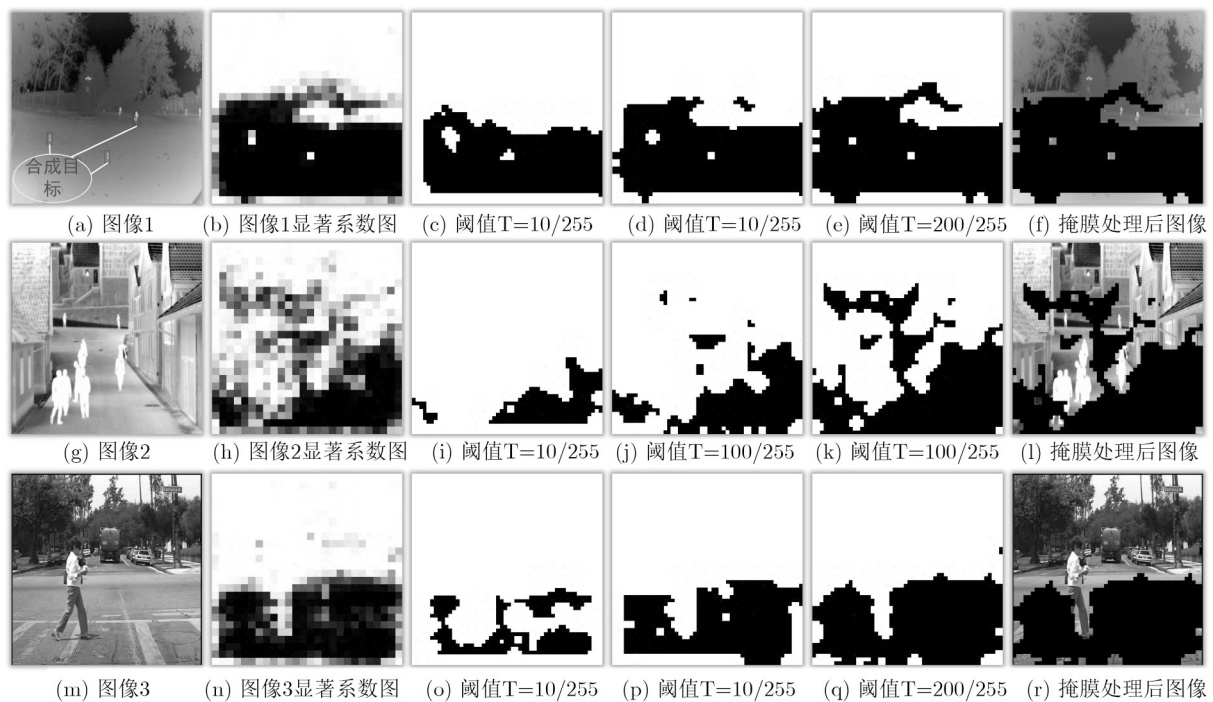 合成目
标
(a) 图像1
(b) 图像1显著系数图
(c) 阈值T=10/255
(d) 阈值T=10/255
(e) 阈值T=200/255
(f) 掩膜处理后图像
(g) 图像2
(h) 图像2显著系数图
(i) 阈值T=10/255
(j) 阈值T=100/255
(k) 阈值T=100/255
(l) 掩膜处理后图像
(m) 图像3
(n) 图像3显著系数图
(o) 阈值T=10/255
(p) 阈值T=10/255
(q) 阈值T=200/255
(r) 掩膜处理后图像